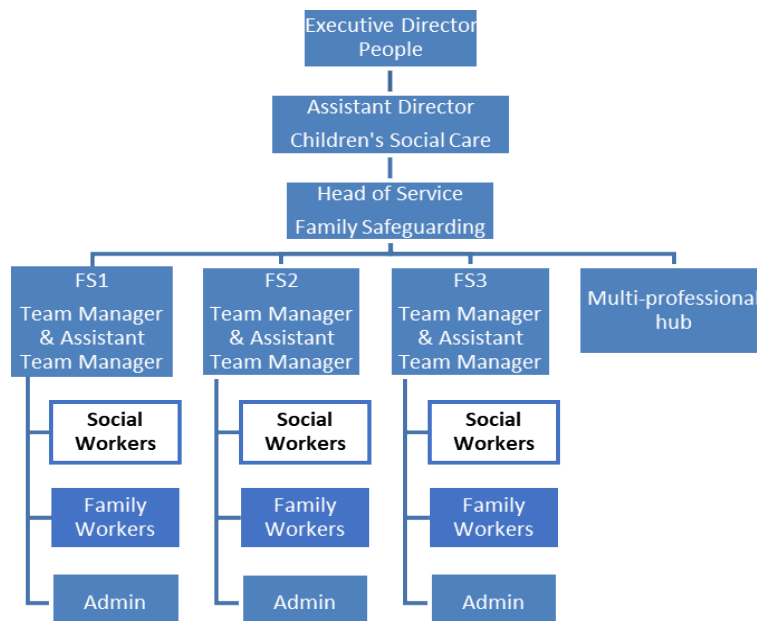 Executive Director
People
Assistant Director
Children's Social Care
Head of Service
Family Safeguarding
FS1
Team Manager
& Assistant
Team Manager
FS2
Team Manager
& Assistant
Team Manager
FS3
Team Manager
& Assistant
Team Manager
Multi-professional
hub
Social
Workers
Social
Workers
Social
Workers
Family
Workers
Family
Workers
Family
Workers
Admin
Admin
Admin